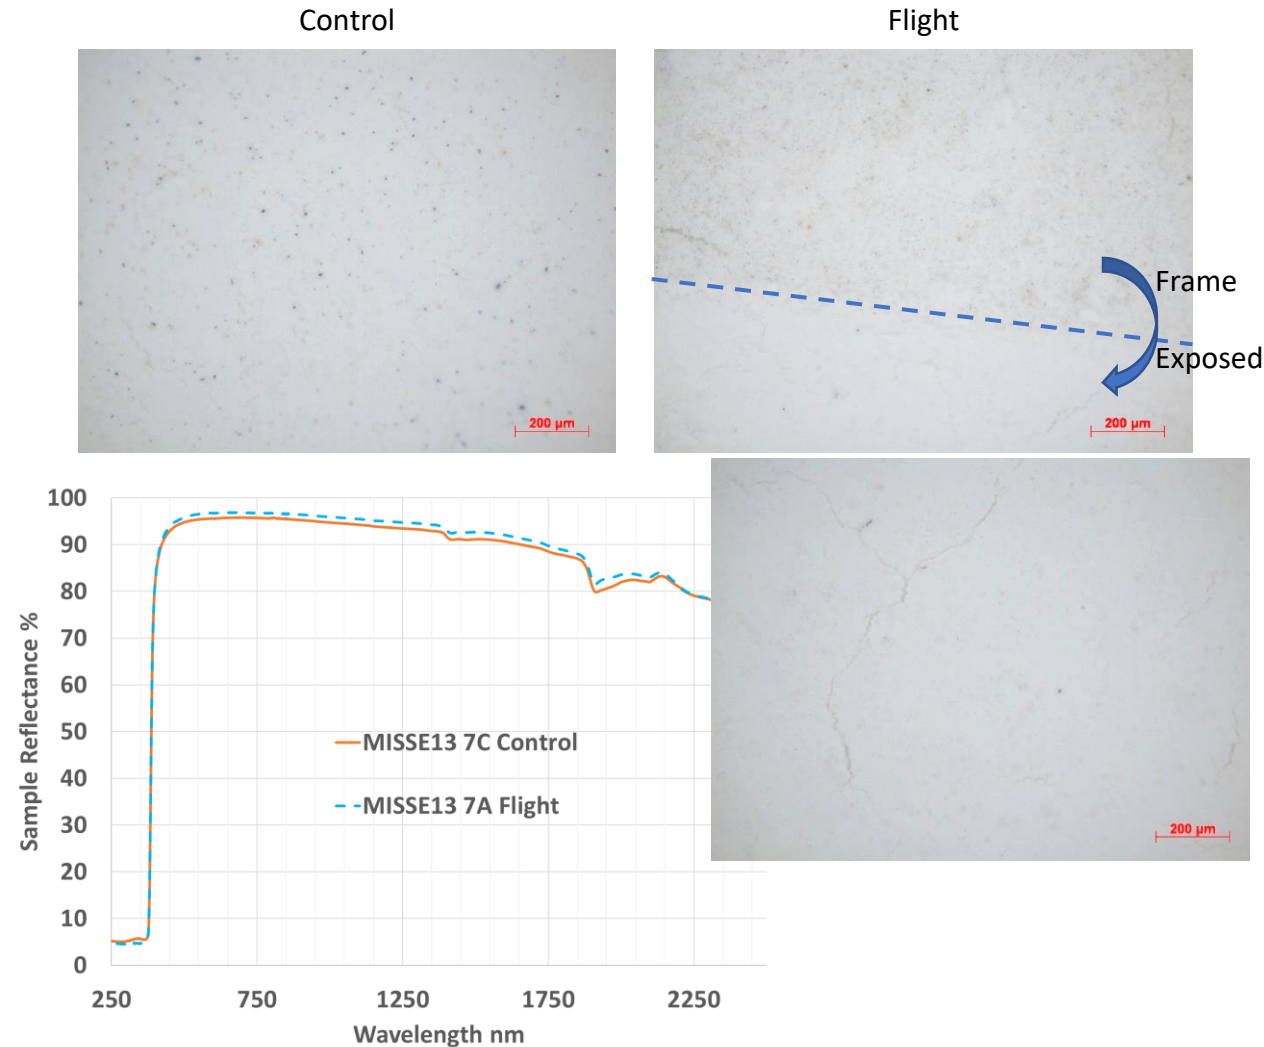 Control
Flight
Frame
Exposed
200 µm
200 µm
200 µm
100
90
80
70
60
50
40
30
20
10
0
Sample Reflectance %
MISSE13 7C Control
MISSE13 7A Flight
250 750 1250 1750 2250
Wavelength nm